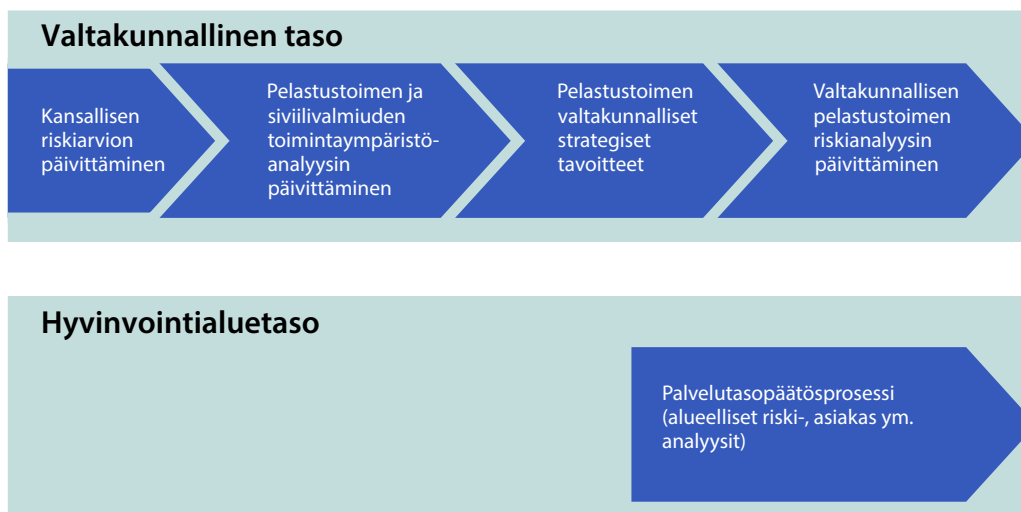 Valtakunnallinen taso
Kansallisen
riskiarvion
päivittäminen
Pelastustoimen ja
siviilivalmiuden
toimintaympäristö-
analyysin
päivittäminen
Pelastustoimen
valtakunnalliset
strategiset
tavoitteet
Valtakunnallisen
pelastustoimen
riskianalyysin
päivittäminen
Hyvinvointialuetaso
Palvelutasopäätösprosessi
(alueelliset riski-, asiakas ym.
analyysit)